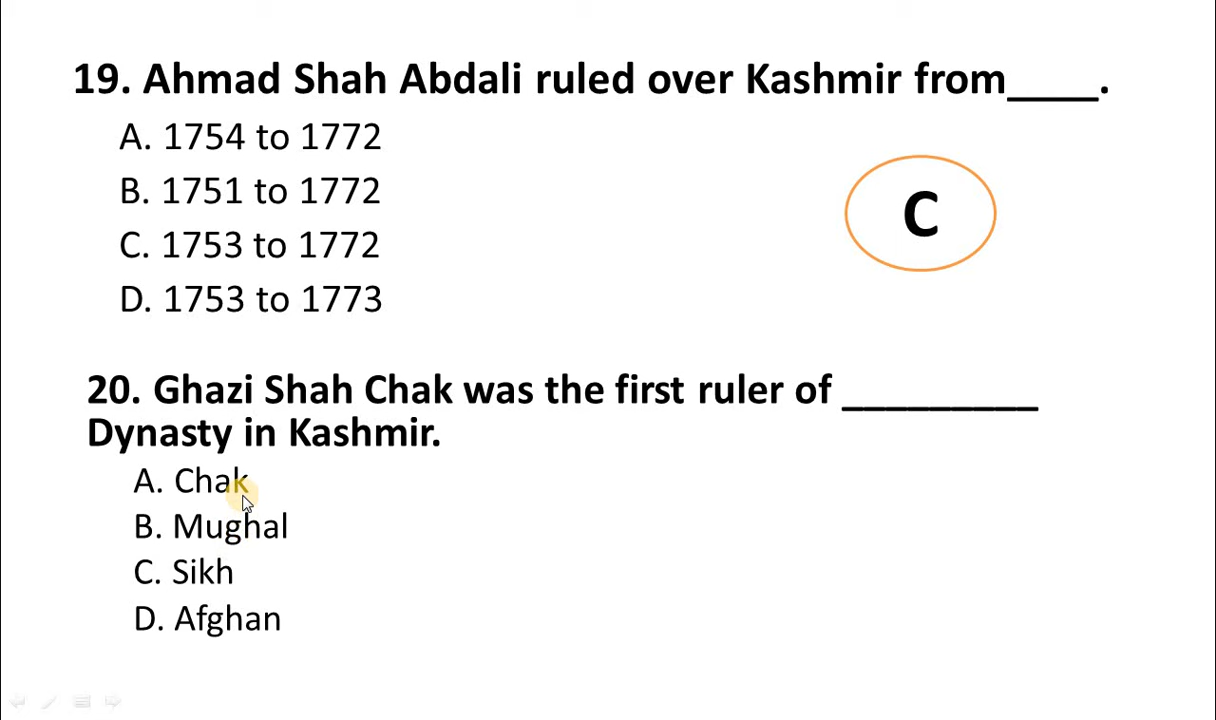 19. Ahmad Shah Abdali ruled over Kashmir from____.
A. 1754 to 1772
B. 1751 to 1772
C. 1753 to 1772
D. 1753 to 1773
C
20. Ghazi Shah Chak was the first ruler of _________
Dynasty in Kashmir.
A. Chak
B. Mughal
C. Sikh
D. Afghan